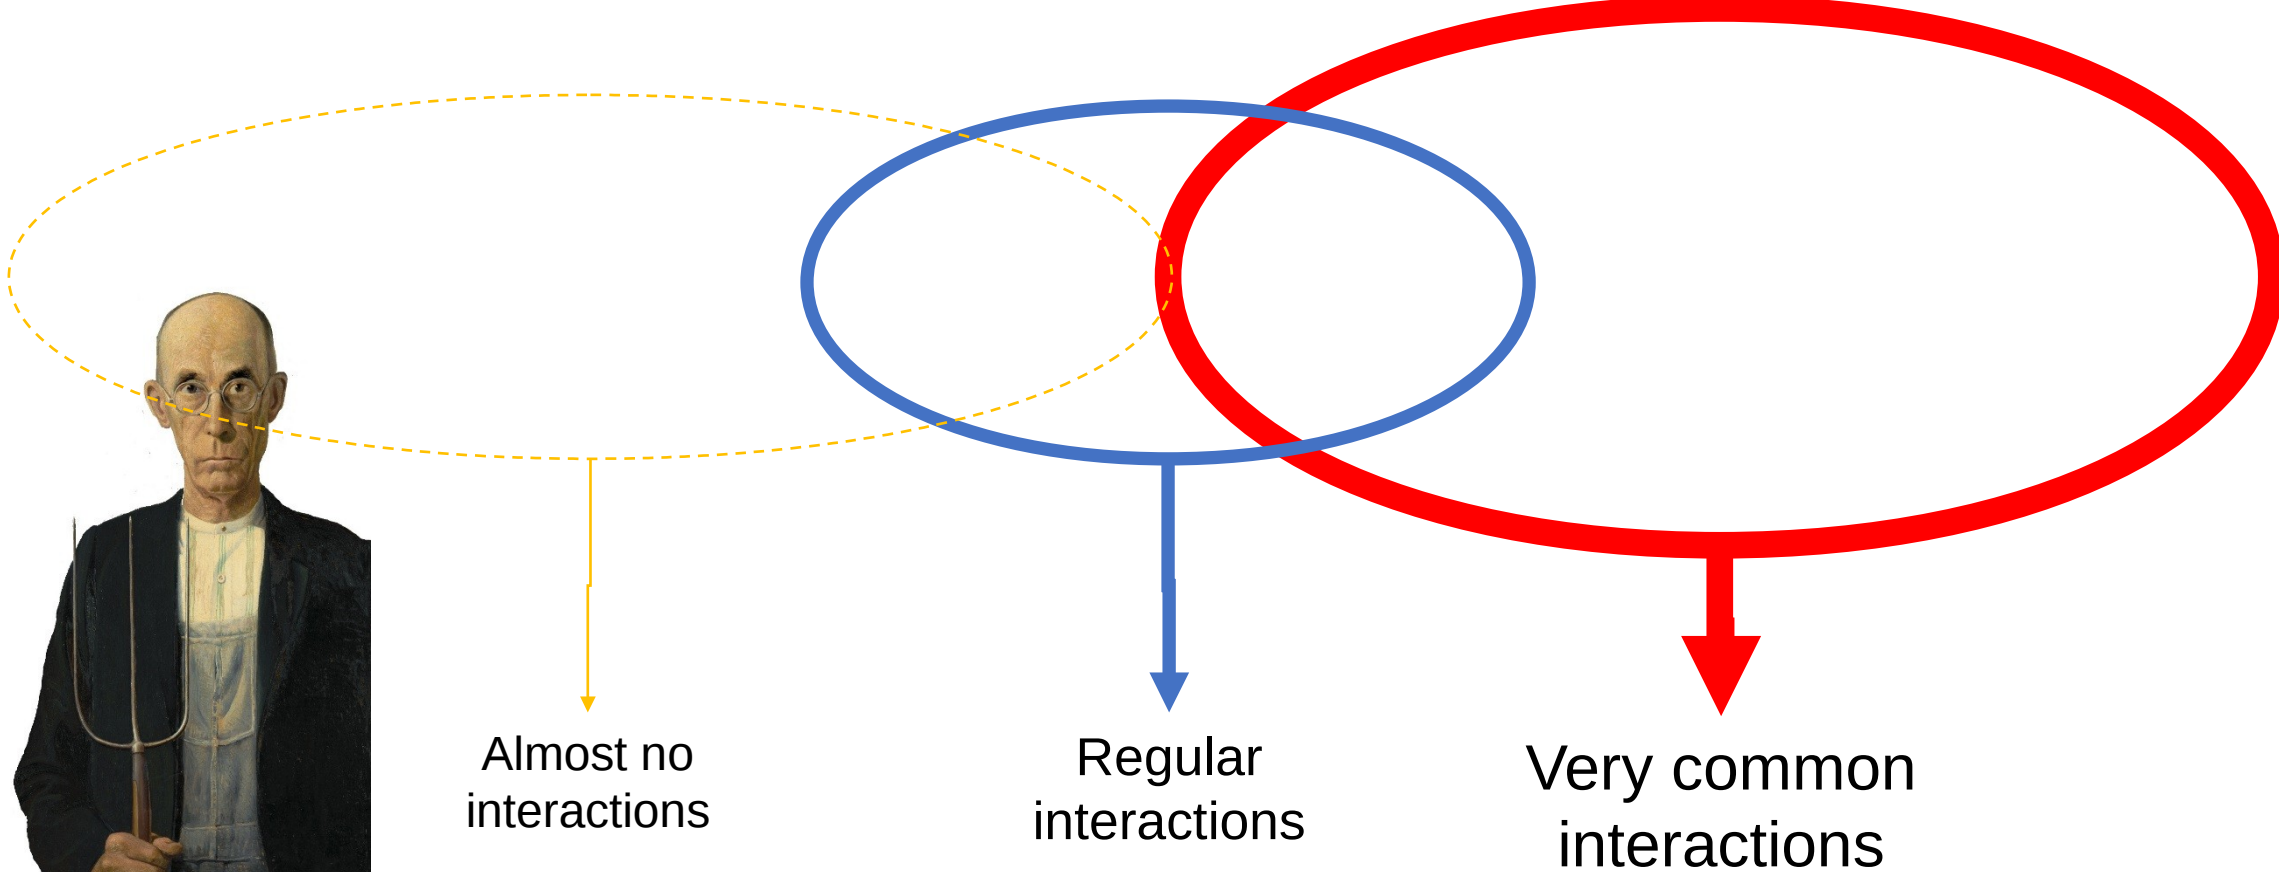 Almost no
interactions
Regular
interactions
Very common
interactions